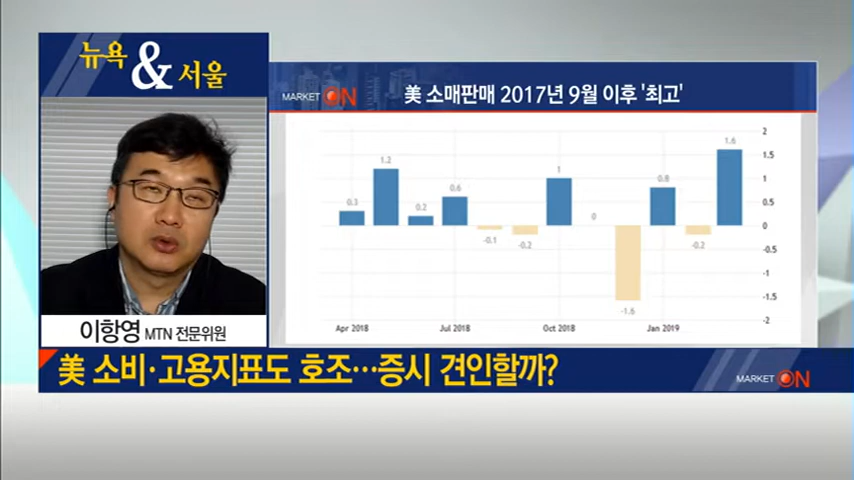 뉴욕
&
서울
MARKET ON
美 소매판매 2017년 9월 이후 '최고'
2
1.5
1
0.5
0
-0.5
-1
-1.5
-2
0.3
1.2
0.2
0.6
-0.1
-0.2
1
0
-1.6
0.8
-0.2
1.6
Apr 2018
Jul 2018
Oct 2018
Jan 2019
이항영 MTN 전문위원
美 소비·고용지표도 호조…증시 견인할까?
MARKET ON